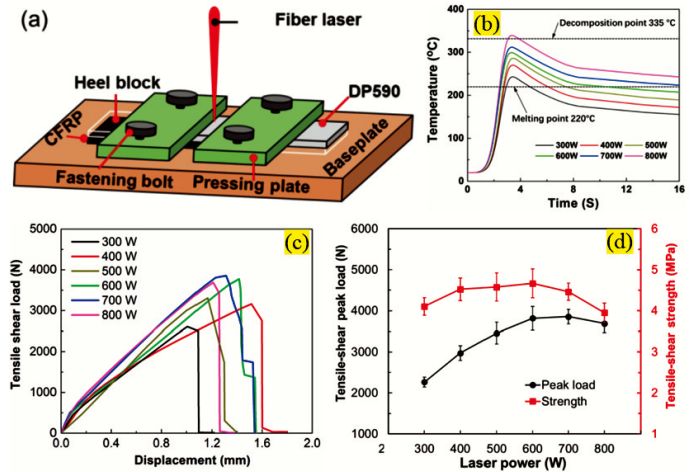 (a)
Fiber laser
Heel block
DP590
CFRP
Baseplate
Fastening bolt
Pressing plate
(b)
400
300
200
100
0
Temperature (°C)
Decomposition point 335 °C
Melting point 220°C
300W 400W 500W
600W 700W 800W
0 4 8 12 16
Time (S)
(c)
5000
4000
3000
2000
1000
0
Tensile shear load (N)
300 W
400 W
500 W
600 W
700 W
800 W
0.0 0.4 0.8 1.2 1.6 2.0
Displacement (mm)
(d)
6000
5000
4000
3000
2000
1000
Tensile-shear peak load (N)
6
5
4
4
3
2
1
Tensile-shear strength (MPa)
Peak load
Strength
2 300 400 500 600 700 800
Laser power (W)